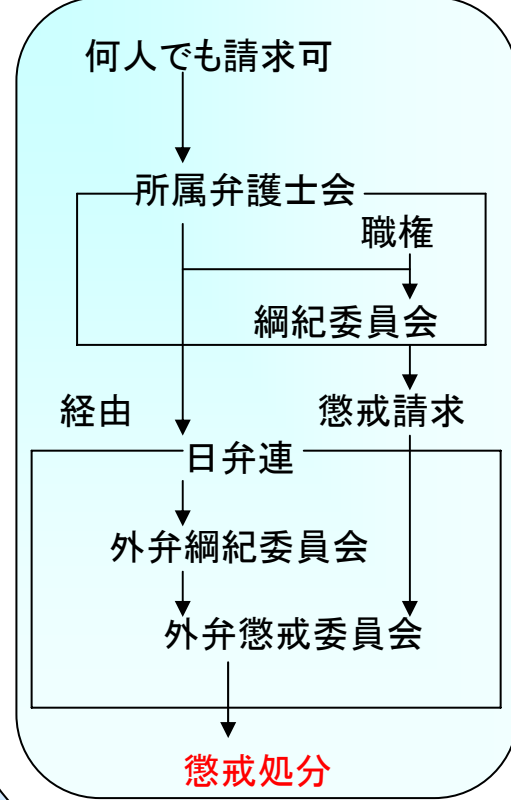 何人でも請求可
所属弁護士会
職権
綱紀委員会
経由
懲戒請求
日弁連
外弁綱紀委員会
外弁懲戒委員会
懲戒処分